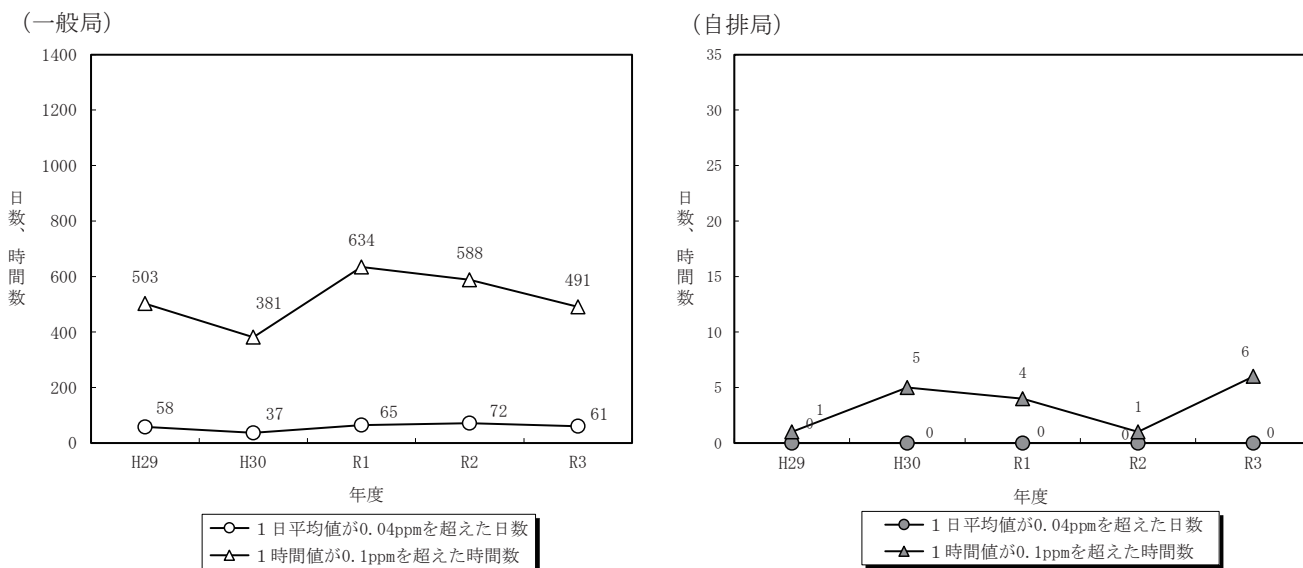 (一般局)
1400
1200
1000
800
600
400
200
0
日数、時間数
503
381
634
588
491
58
37
65
72
61
H29
H30
R1
R2
R3
年度
1日平均値が0.04ppmを超えた日数
1時間値が0.1ppmを超えた時間数
(自排局)
35
30
25
20
15
10
5
0
日数、時間数
1
5
4
1
6
0
0
0
0
0
H29
H30
R1
R2
R3
年度
1日平均値が0.04ppmを超えた日数
1時間値が0.1ppmを超えた時間数